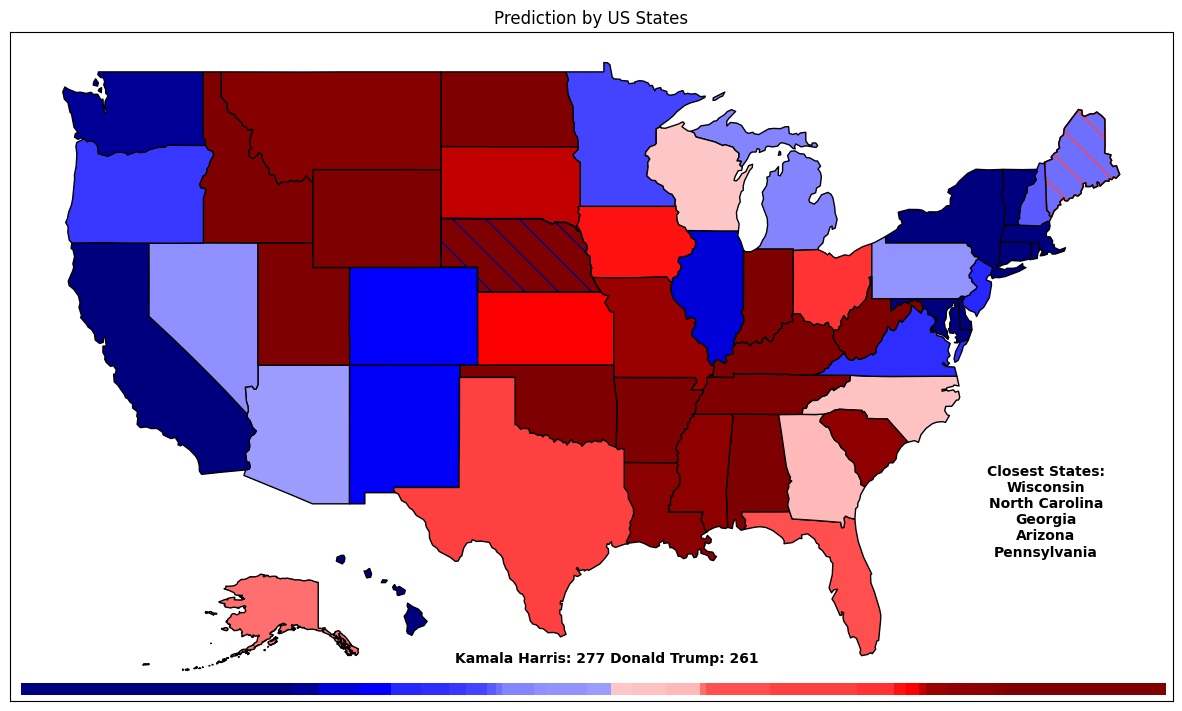 Prediction by US States
Closest States:
Wisconsin
North Carolina
Georgia
Arizona
Pennsylvania
Kamala Harris: 277 Donald Trump: 261